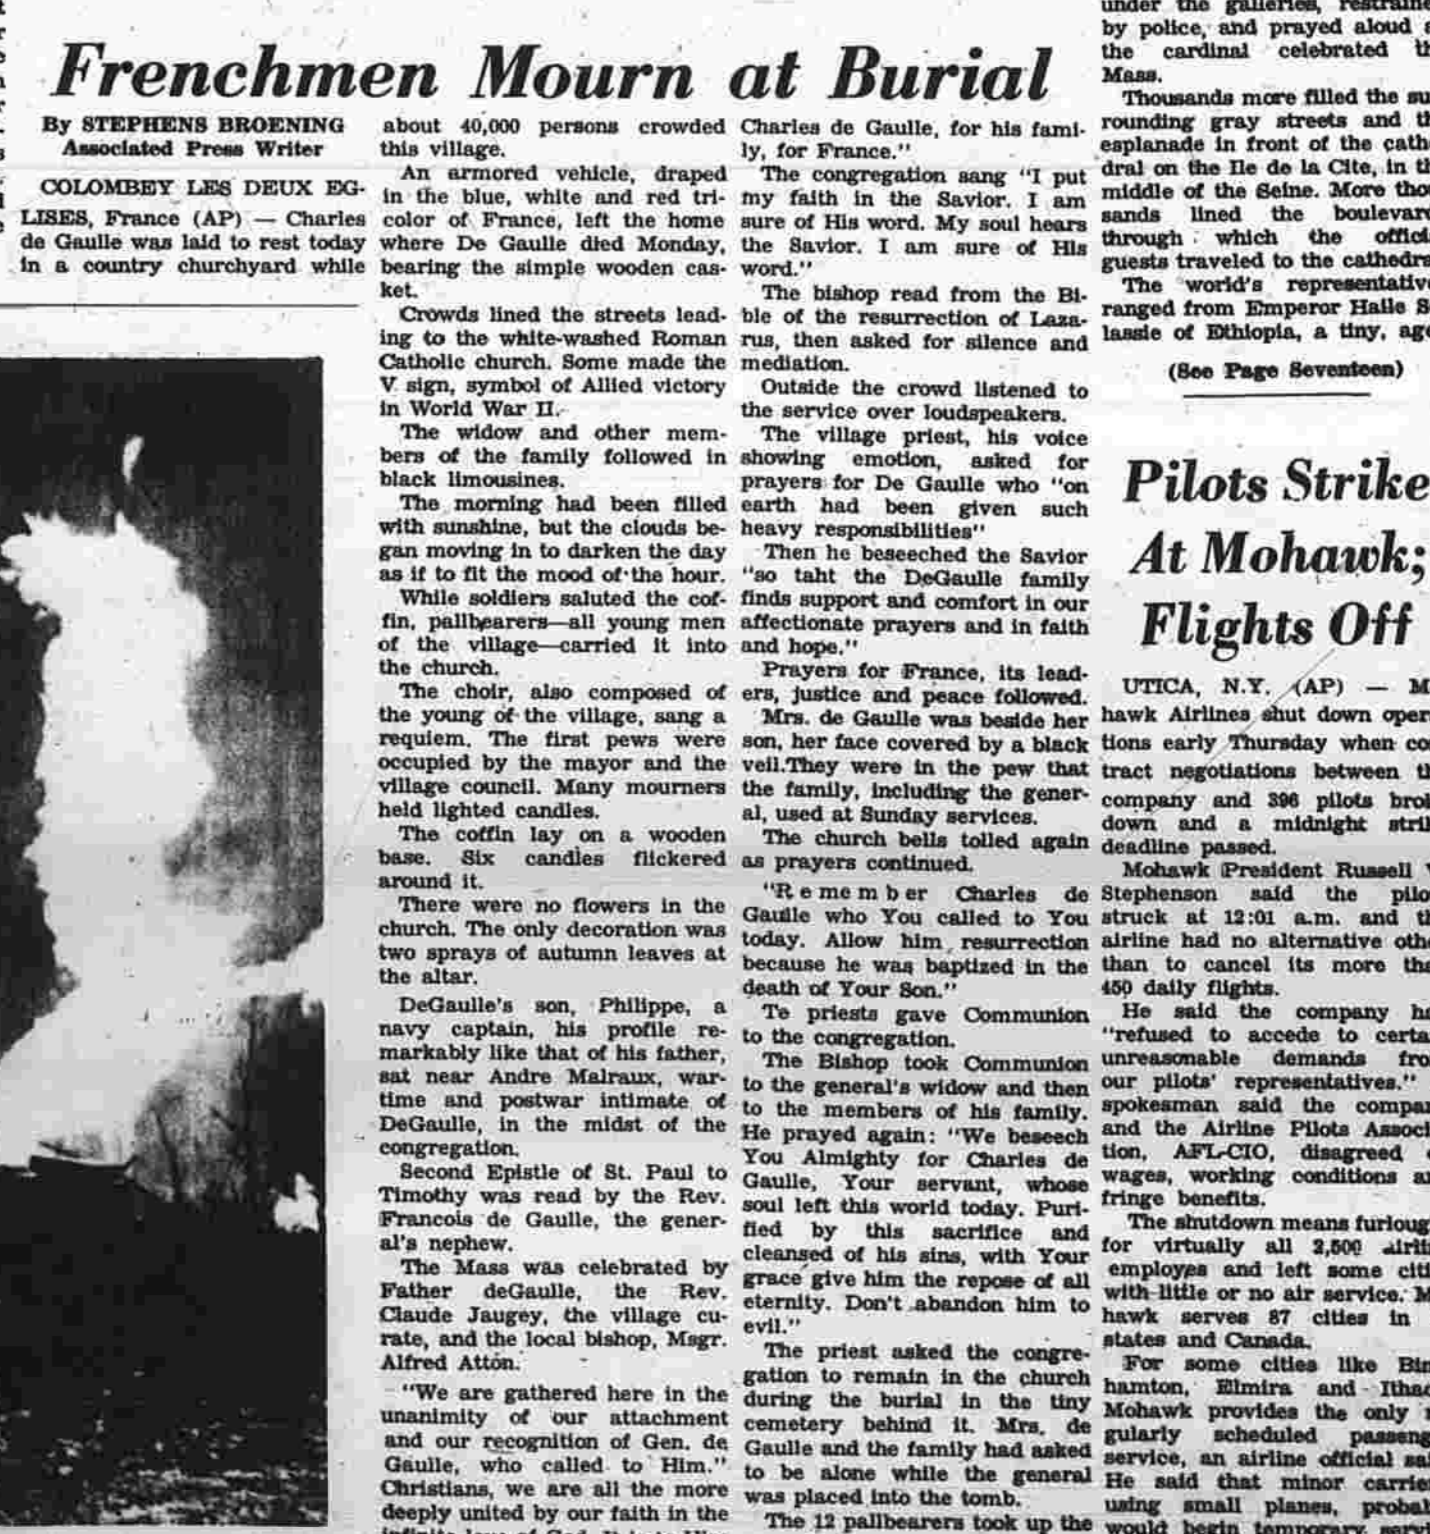 Frenchmen Mourn at Burial
By STEPHENS BROENING
Associated Press Writer
COLOMBEY LES DEUX EG-
LISES, France (AP) — Charles
de Gaulle was laid to rest today
in a country churchyard while
about 40,000 persons crowded
this village.
An armored vehicle, draped
in the blue, white and red tri-
color of France, left the home
where De Gaulle died Monday,
bearing the simple wooden cas-
ket.
Crowds lined the streets lead-
ing to the white-washed Roman
Catholic church. Some made the
V sign, symbol of Allied victory
in World War II.
The widow and other mem-
bers of the family followed in
black limousines.
The morning had been filled
with sunshine, but the clouds be-
gan moving in to darken the day
as if to fit the mood of the hour.
While soldiers saluted the cof-
fin, pallbearers—all young men
of the village—carried it into
the church.
The choir, also composed of
the young of the village, sang a
requiem. The first pews were
occupied by the mayor and the
village council. Many mourners
held lighted candles.
The coffin lay on a wooden
base. Six candles flickered
around it.
There were no flowers in the
church. The only decoration was
two sprays of autumn leaves at
the altar.
DeGaulle's son, Philippe, a
navy captain, his profile re-
markably like that of his father,
sat near Andre Malraux, war-
time and postwar intimate of
DeGaulle, in the midst of the
congregation.
Second Epistle of St. Paul to
Timothy was read by the Rev.
Francois de Gaulle, the gener-
al's nephew.
The Mass was celebrated by
Father deGaulle, the Rev.
Claude Jaugey, the village cu-
rate, and the local bishop, Msgr.
Alfred Atton.
"We are gathered here in the
unanimity of our attachment
and our recognition of Gen. de
Gaulle, who called to Him."
Christians, we are all the more
deeply united by our faith in the
Charles de Gaulle, for his fami-
ly, for France."
The congregation sang "I put
my faith in the Savior. I am
sure of His word. My soul hears
the Savior. I am sure of His
word."
The bishop read from the Bi-
ble of the resurrection of Laza-
rus, then asked for silence and
mediation.
Outside the crowd listened to
the service over loudspeakers.
The village priest, his voice
showing emotion, asked for
prayers for De Gaulle who "on
earth had been given such
heavy responsibilities"
Then he beseeched the Savior
"so taht the DeGaulle family
finds support and comfort in our
affectionate prayers and in faith
and hope."
Prayers for France, its lead-
ers, justice and peace followed.
Mrs. de Gaulle was beside her
son, her face covered by a black
veil.They were in the pew that
the family, including the gener-
al, used at Sunday services.
The church bells tolled again
as prayers continued.
"Remember Charles de
Gaulle who You called to You
today. Allow him resurrection
because he was baptized in the
death of Your Son."
Te priests gave Communion
to the congregation.
The Bishop took Communion
to the general's widow and then
to the members of his family.
He prayed again: "We beseech
You Almighty for Charles de
Gaulle, Your servant, whose
soul left this world today. Puri-
fied by this sacrifice and
cleansed of his sins, with Your
grace give him the repose of all
eternity. Don't abandon him to
evil."
The priest asked the congre-
gation to remain in the church
during the burial in the tiny
cemetery behind it. Mrs. de
Gaulle and the family had asked
to be alone while the general
was placed into the tomb.
The 12 pallbearers took up the
under the galleries,
by police, and prayed aloud
the cardinal celebrated
Mass.
Thousands more filled the
rounding gray streets and
esplanade in front of the
dral on the Ile de la Cite, in
middle of the Seine. More
sands lined the
through which the
guests traveled to the
The world's
ranged from Emperor Haile
lassie of Ethiopia, a tiny,
(See Page Seventeen)
Pilots Strike
At Mohawk;
Flights Off
UTICA, N.Y. (AP) —
hawk Airlines shut down
tions early Thursday when
tract negotiations between
company and 396 pilots
down and a midnight
deadline passed.
Mohawk President Russell
Stephenson said the
struck at 12:01 a.m. and
airline had no alternative
than to cancel its more
450 daily flights.
He said the company
"refused to accede to
unreasonable demands
our pilots' representatives."
spokesman said the
and the Airline Pilots
tion, AFL-CIO, disagreed
wages, working conditions
fringe benefits.
The shutdown means
for virtually all 2,500
employes and left some
with little or no air service.
hawk serves 87 cities in
states and Canada.
For some cities like
hamton, Elmira and
Mohawk provides the only
gularly scheduled
service, an airline official
He said that minor
using small planes,
would begin temporary